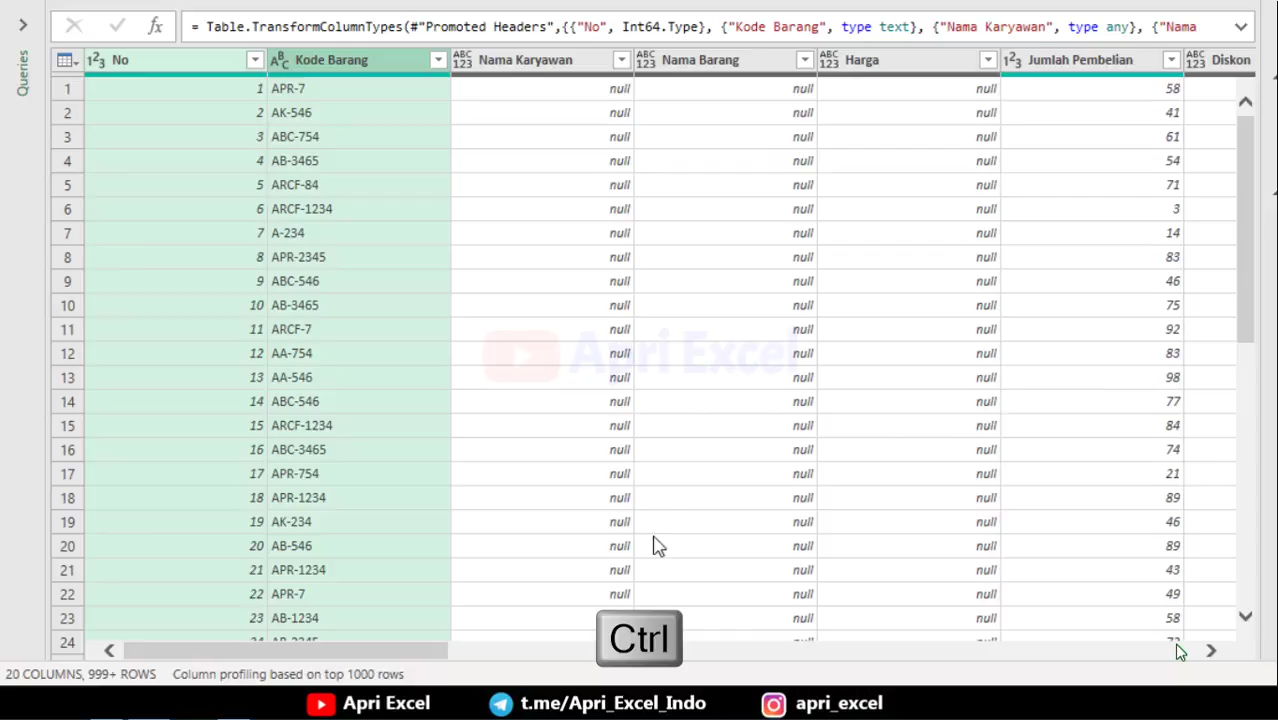 = Table.TransformColumnTypes(#"Promoted Headers",{{"No", Int64.Type}, {"Kode Barang", type text}, {"Nama Karyawan", type any}, {"Nama
Queries
No Kode Barang Nama Karyawan Nama Barang Harga Jumlah Pembelian Diskon
1 1 APR-7 null null null 58
2 2 AK-546 null null null 41
3 3 ABC-754 null null null 61
4 4 AB-3465 null null null 54
5 5 ARCF-84 null null null 71
6 6 ARCF-1234 null null null 3
7 7 A-234 null null null 14
8 8 APR-2345 null null null 83
9 9 ABC-546 null null null 46
10 10 AB-3465 null null null 75
11 11 ARCF-7 null null null 92
12 12 AA-754 null null null 83
13 13 AA-546 null null null 98
14 14 ABC-546 null null null 77
15 15 ARCF-1234 null null null 84
16 16 ABC-3465 null null null 74
17 17 APR-754 null null null 21
18 18 APR-1234 null null null 89
19 19 AK-234 null null null 46
20 20 AB-546 null null null 89
21 21 APR-1234 null null null 43
22 22 APR-7 null null null 49
23 23 AB-1234 null null null 58
24
Apri Excel
Ctrl
20 COLUMNS, 999+ ROWS Column profiling based on top 1000 rows
Apri Excel t.me/Apri_Excel_Indo apri_excel